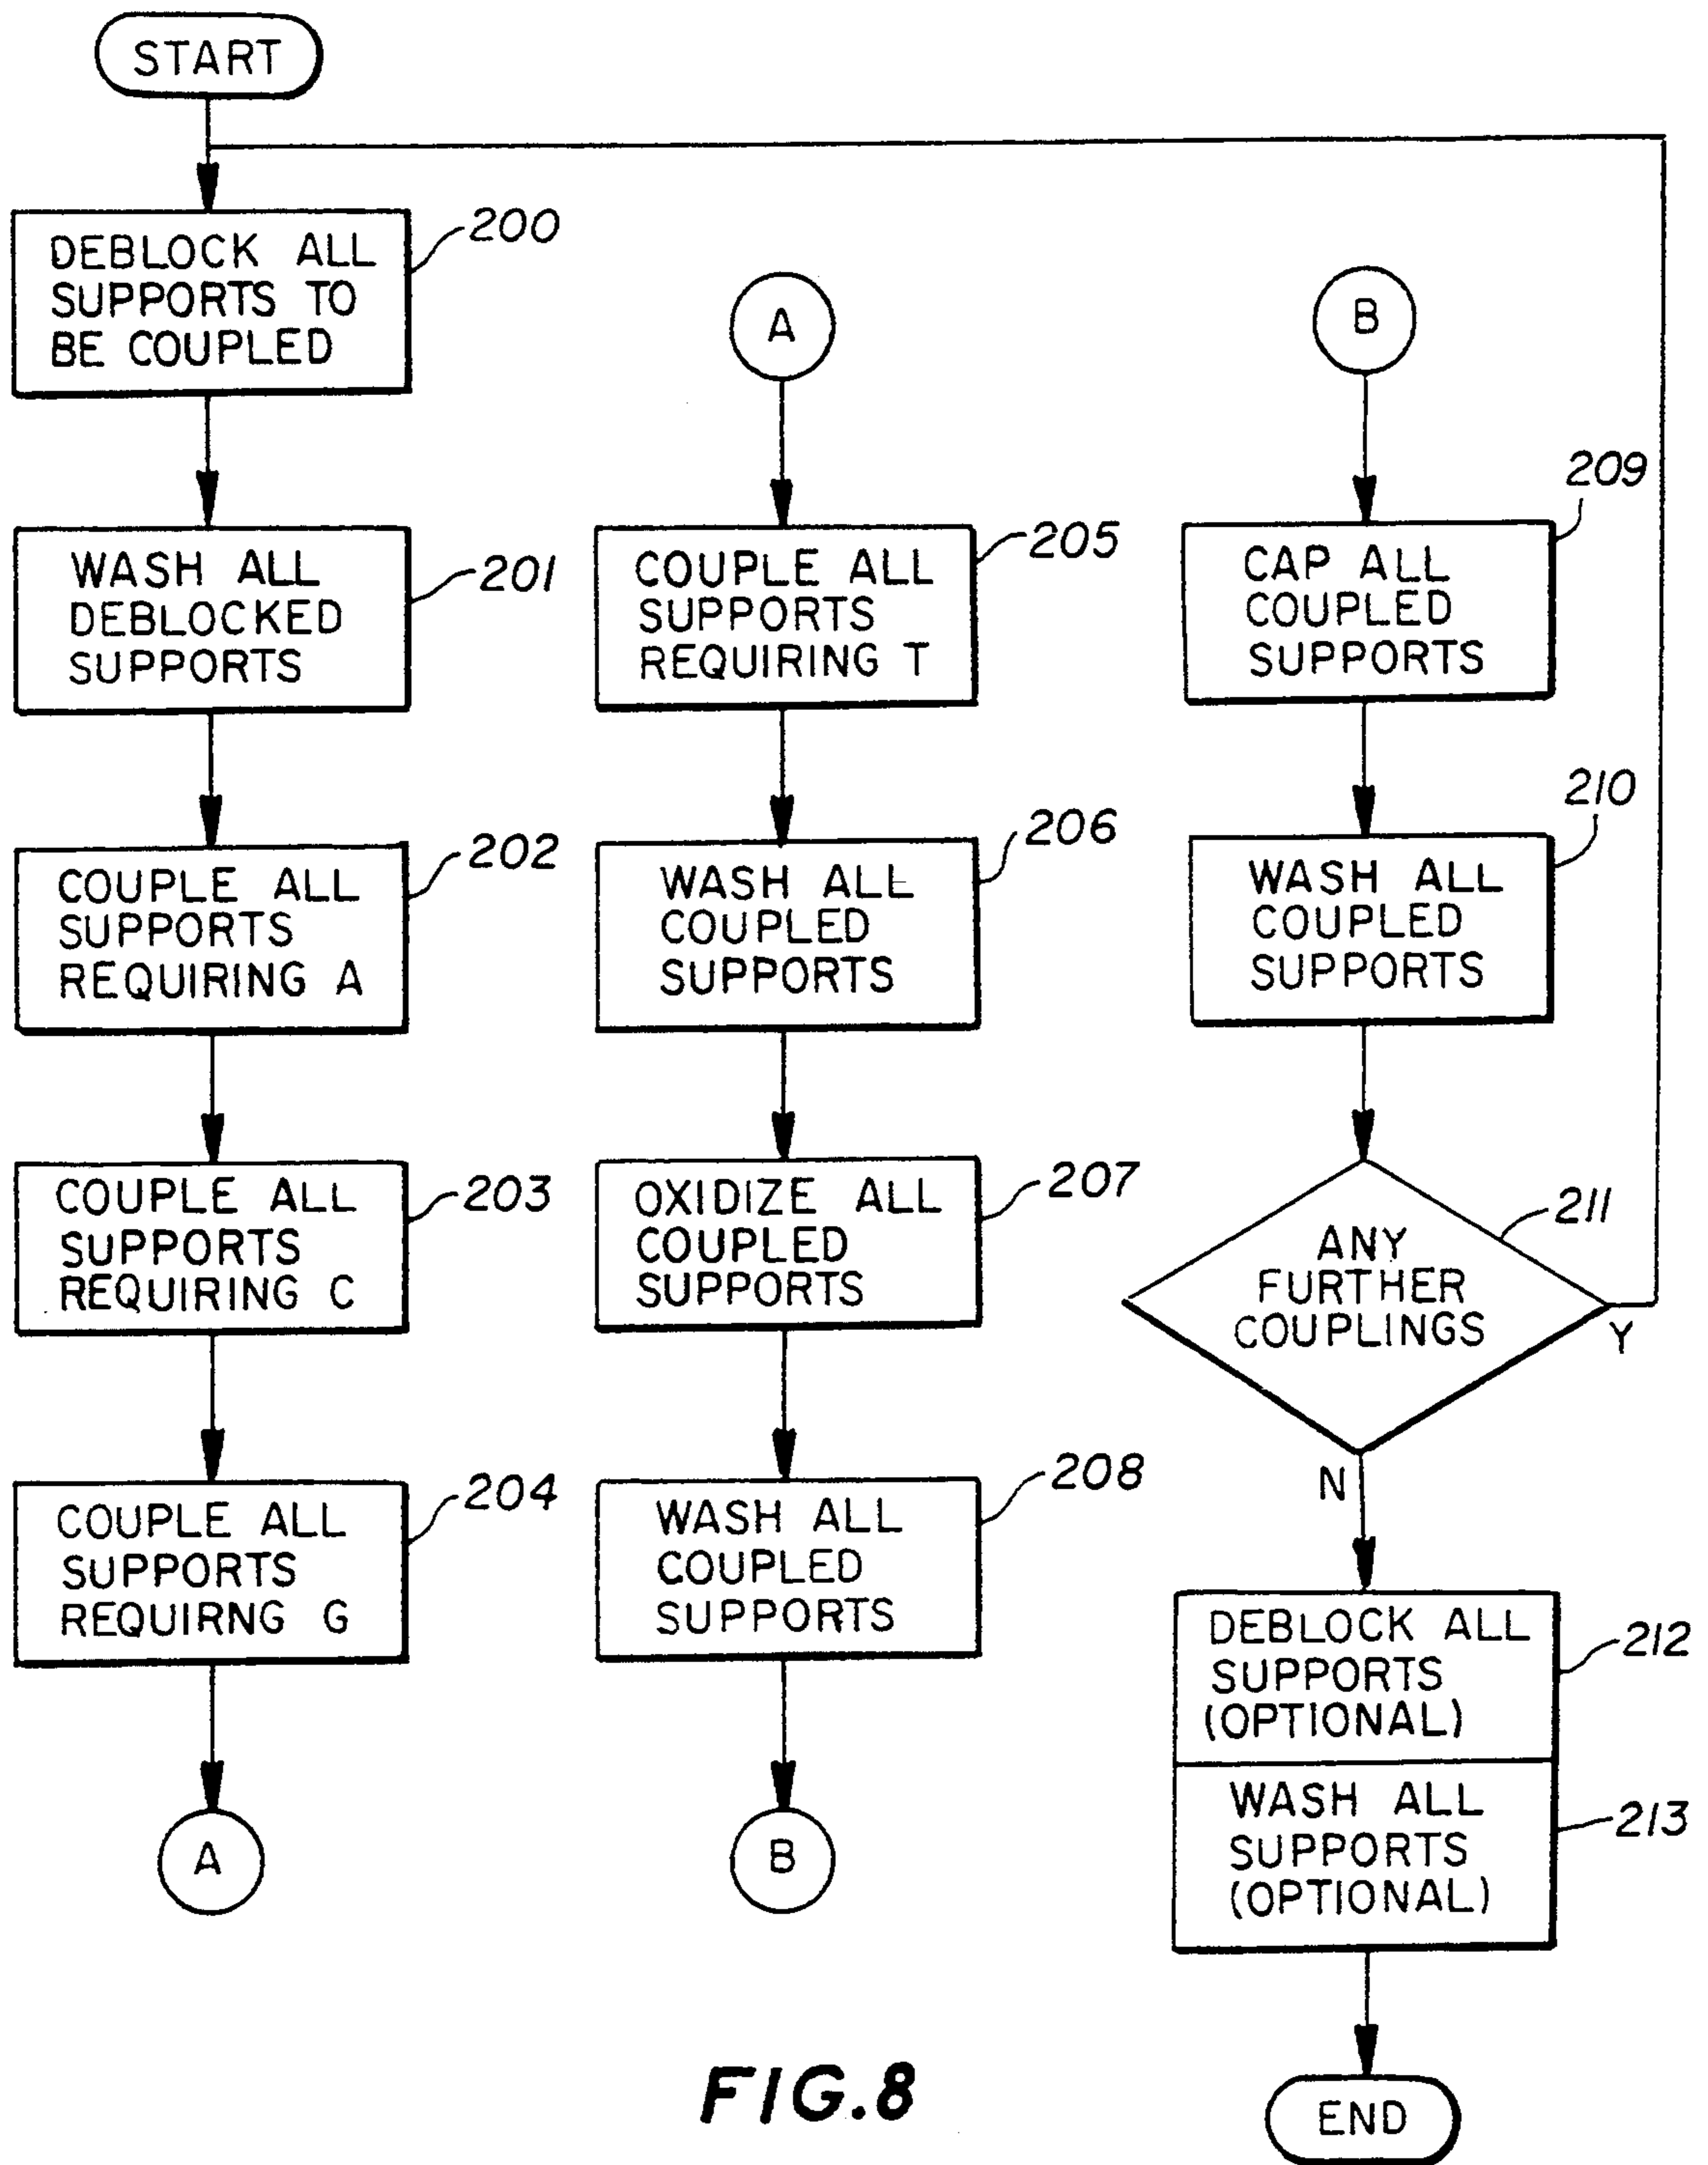 START
DEBLOCK ALL
SUPPORTS TO
BE COUPLED
200
WASH ALL
DEBLOCKED
SUPPORTS
201
COUPLE ALL
SUPPORTS
REQUIRING A
202
COUPLE ALL
SUPPORTS
REQUIRING C
203
COUPLE ALL
SUPPORTS
REQUIRNG G
204
A
A
COUPLE ALL
SUPPORTS
REQUIRING T
205
WASH ALL
COUPLED
SUPPORTS
206
OXIDIZE ALL
COUPLED
SUPPORTS
207
WASH ALL
COUPLED
SUPPORTS
208
B
B
CAP ALL
COUPLED
SUPPORTS
209
WASH ALL
COUPLED
SUPPORTS
210
ANY
FURTHER
COUPLINGS
211
Y
N
DEBLOCK ALL
SUPPORTS
(OPTIONAL)
212
WASH ALL
SUPPORTS
(OPTIONAL)
213
END
FIG.8